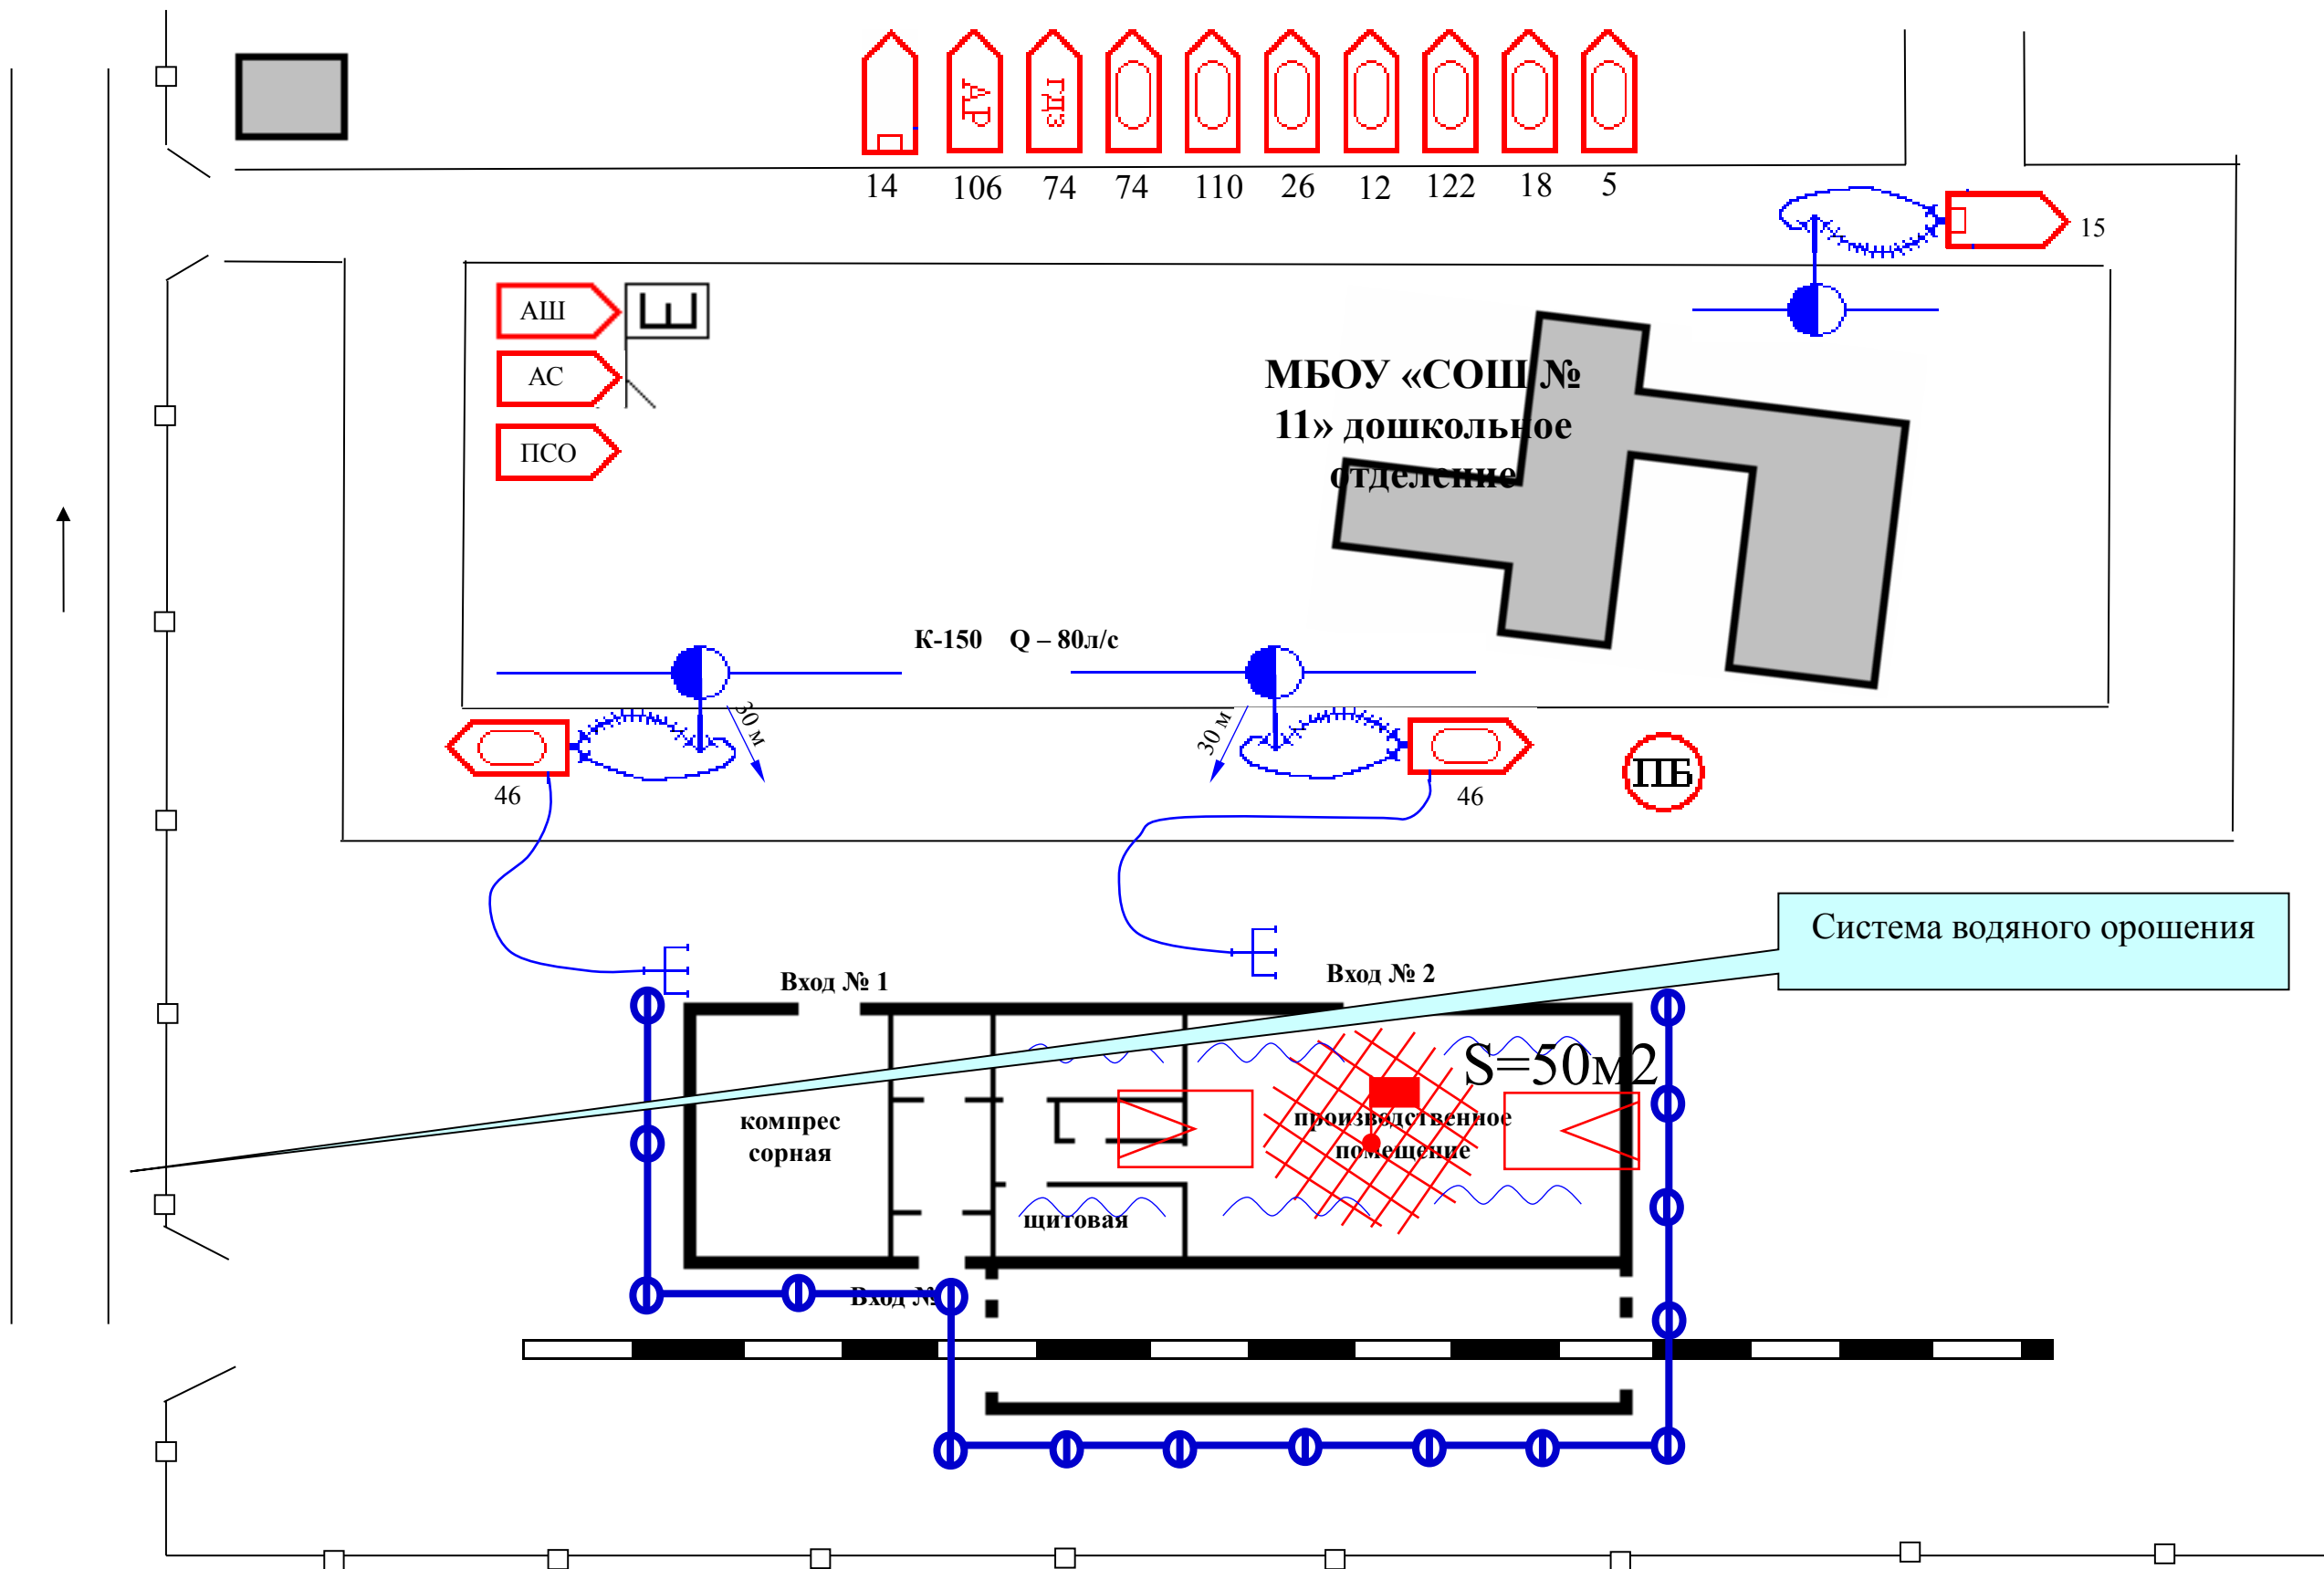 АР
ГДЗ
14
106
74
74
110
26
12
122
18
5
15
АШ
АС
ПСО
МБОУ «СОШ №
11» дошкольное
отделение
К-150 Q – 80л/с
30 м
30 м
46
46
ПБ
Система водяного орошения
Вход № 1
Вход № 2
S=50м2
компрес
сорная
производственное
помещение
щитовая
Вход №